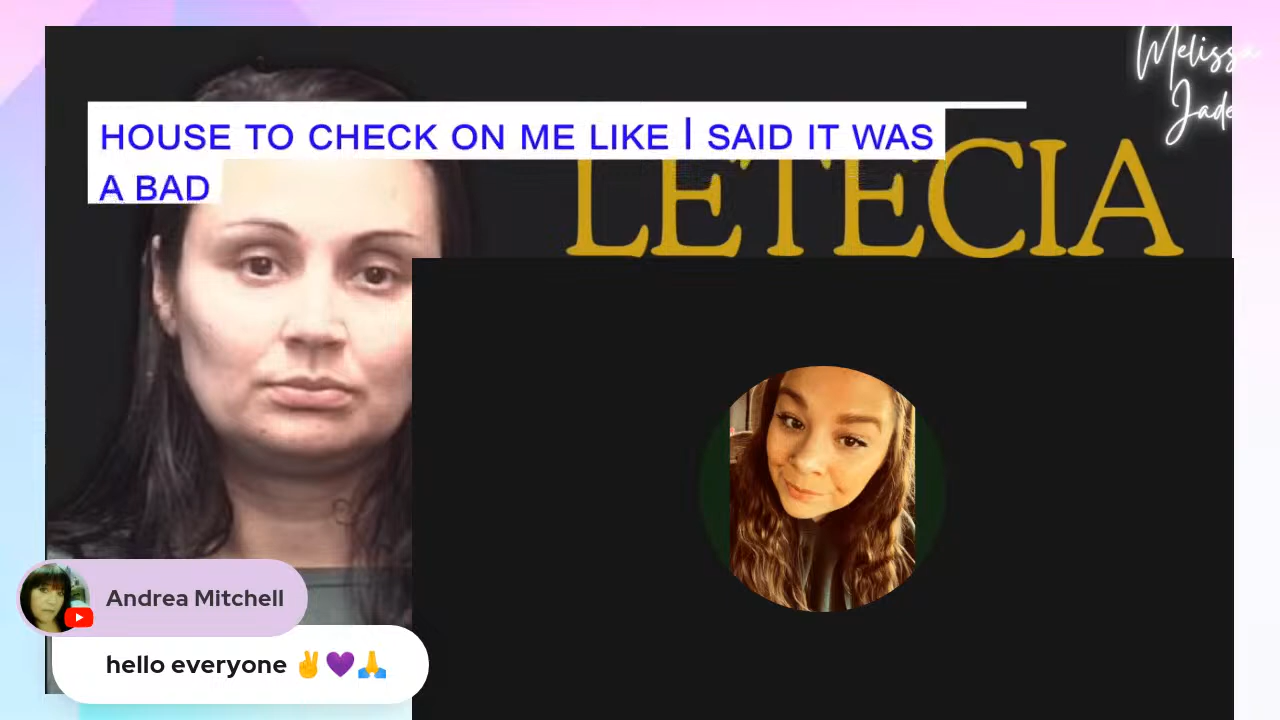 Melissa
Jade
HOUSE TO CHECK ON ME LIKE I SAID IT WAS
A BAD
LETECIA
Andrea Mitchell
hello everyone ✌️💜🙏